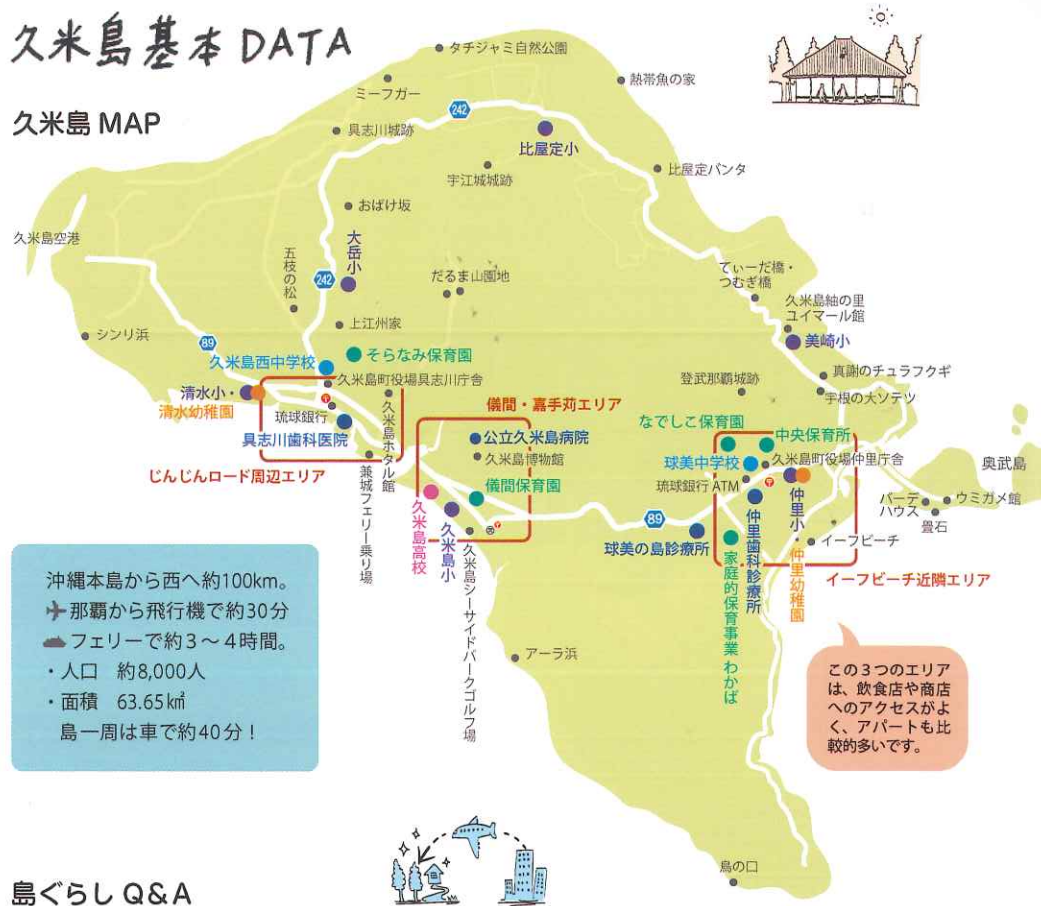 久米島基本 DATA
久米島 MAP
タチジャミ自然公園
ミーフガー
熱帯魚の家
242
具志川城跡
比屋定小
宇江城城跡
比屋定バンタ
おばけ坂
久米島空港
大岳小
五枝の松
242
だるま山園地
てぃーだ橋・
つむぎ橋
久米島紬の里
ユイマール館
シンリ浜
上江州家
89
美崎小
そらなみ保育園
久米島西中学校
真謝のチュラフクギ
久米島町役場具志川庁舎
登武那覇城跡
宇根の大ソテツ
清水小・
清水幼稚園
琉球銀行
久米島ホタル館
儀間・嘉手苅エリア
なでしこ保育園
中央保育所
具志川歯科医院
公立久米島病院
球美中学校
久米島町役場仲里庁舎
奥武島
久米島博物館
じんじんロード周辺エリア
兼城フェリー乗り場
琉球銀行 ATM
儀間保育園
バーデ
ハウス
ウミガメ館
畳石
久米島高校
久米島小
89
仲里小・仲里幼稚園
球美の島診療所
仲里歯科診療所
イーフビーチ
家庭的保育事業 わかば
久米島シーサイドパークゴルフ場
イーフビーチ近隣エリア
沖縄本島から西へ約100km。
那覇から飛行機で約30分
フェリーで約3～4時間。
・人口 約8,000人
・面積 63.65㎢
島一周は車で約40分！
アーラ浜
この3つのエリア
は、飲食店や商店
へのアクセスがよ
く、アパートも比
較的多いです。
島の口
島ぐらし Q&A